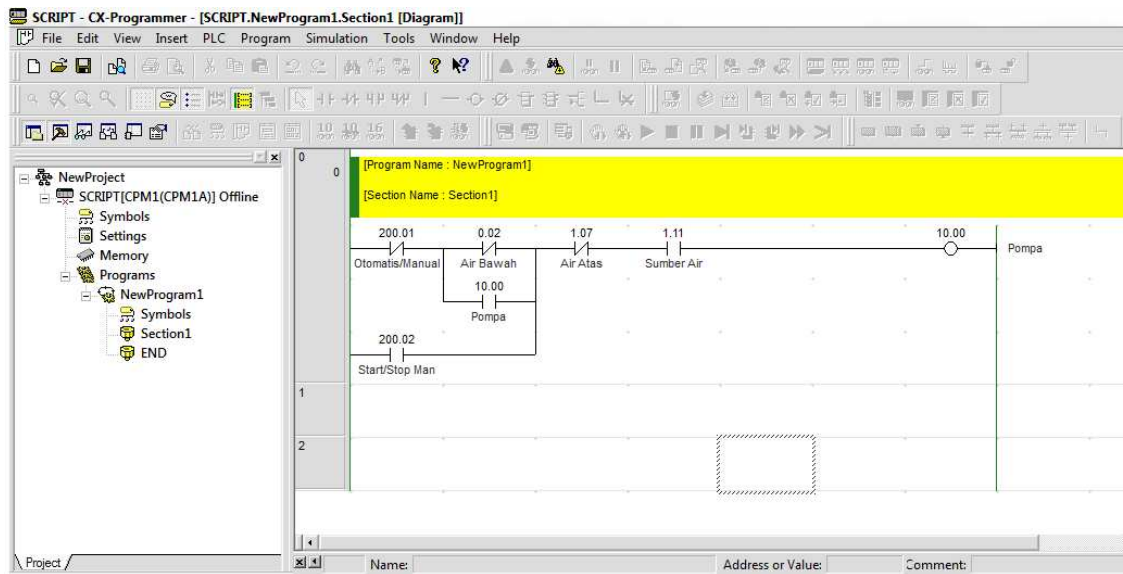 SCRIPT - CX-Programmer - [SCRIPT.NewProgram1.Section1 [Diagram]]
File Edit View Insert PLC Program Simulation Tools Window Help
NewProject
SCRIPT[CPM1(CPM1A)] Offline
Symbols
Settings
Memory
Programs
NewProgram1
Symbols
Section1
END
Project
0
0
[Program Name : NewProgram1]
[Section Name : Section1]
200.01 0.02 1.07 1.11 10.00
Otomatis/Manual Air Bawah Air Atas Sumber Air Pompa
10.00
Pompa
200.02
Start/Stop Man
1
2
Name: Address or Value: Comment: